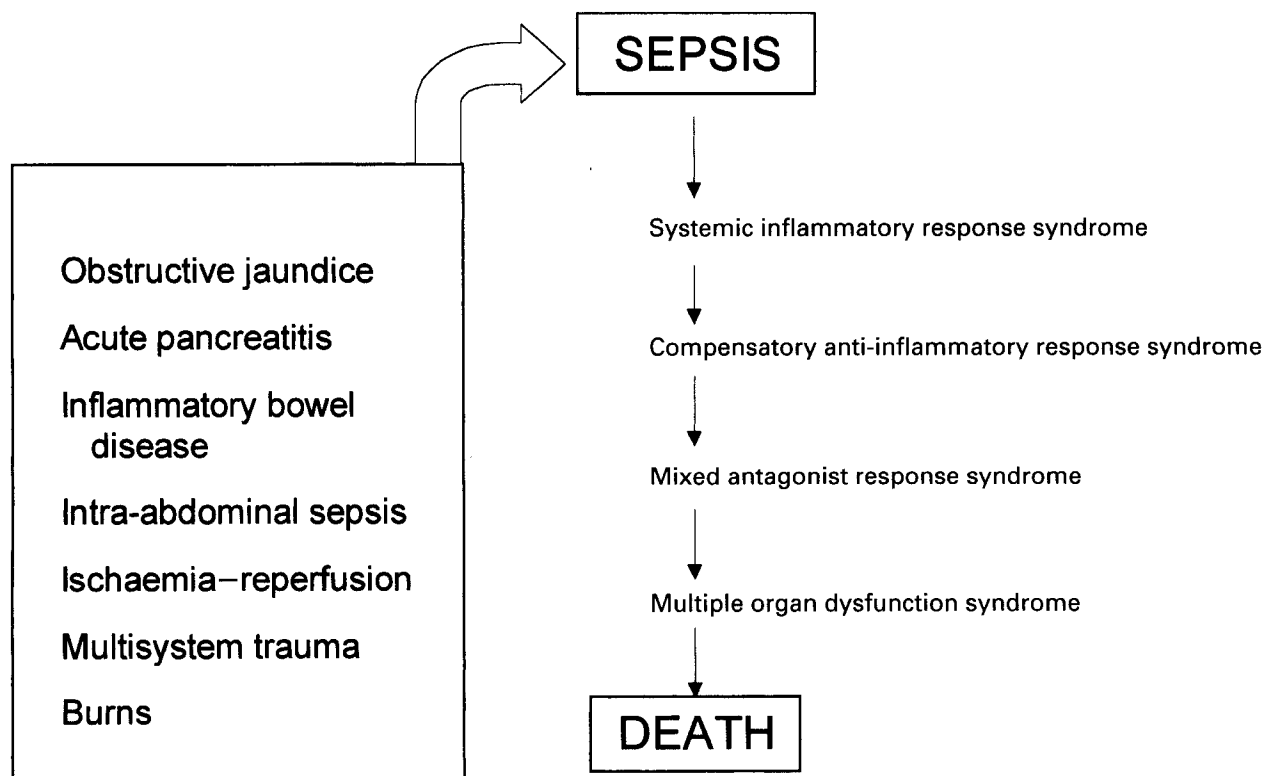 SEPSIS
Systemic inflammatory response syndrome
Compensatory anti-inflammatory response syndrome
Mixed antagonist response syndrome
Multiple organ dysfunction syndrome
DEATH
Obstructive jaundice
Acute pancreatitis
Inflammatory bowel
disease
Intra-abdominal sepsis
Ischaemia–reperfusion
Multisystem trauma
Burns